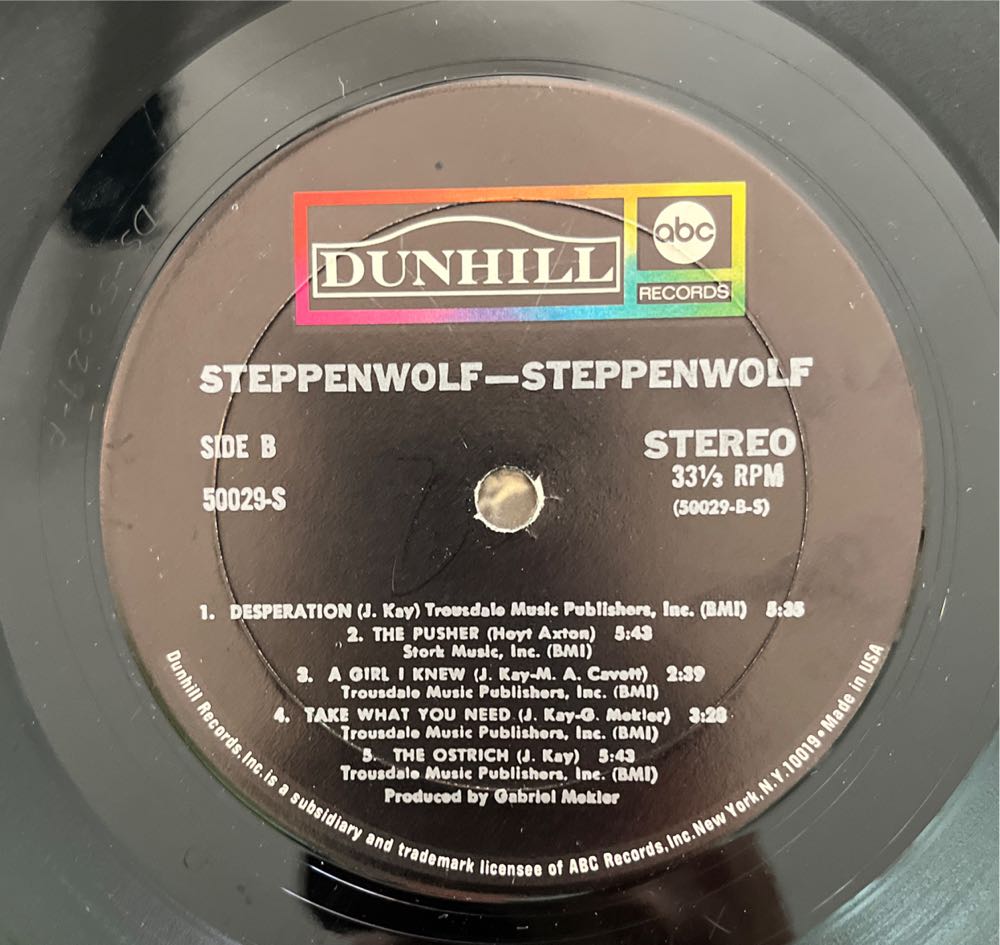 DUNHILL
abc
RECORDS
STEPPENWOLF—STEPPENWOLF
SIDE B
STEREO
33⅓ RPM
50029-S
(50029-B-S)
1. DESPERATION (J. Kay) Trousdale Music Publishers, Inc. (BMI) 5:35
2. THE PUSHER (Hoyt Axton) 5:43
Stork Music, Inc. (BMI)
3. A GIRL I KNEW (J. Kay-M. A. Cavett) 2:39
Trousdale Music Publishers, Inc. (BMI)
4. TAKE WHAT YOU NEED (J. Kay-G. Mekler) 3:28
Trousdale Music Publishers, Inc. (BMI)
5. THE OSTRICH (J. Kay) 5:43
Trousdale Music Publishers, Inc. (BMI)
Produced by Gabriel Mekler
Dunhill Records, Inc. is a subsidiary and trademark licensee of ABC Records, Inc. New York, N.Y. 10019 • Made in USA